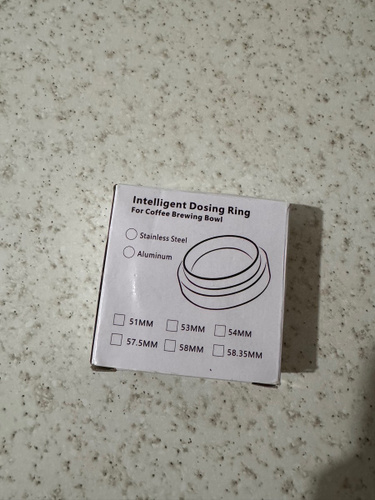 Intelligent Dosing Ring
For Coffee Brewing Bowl
Stainless Steel
Aluminum
51MM 53MM 54MM
57.5MM 58MM 58.35MM